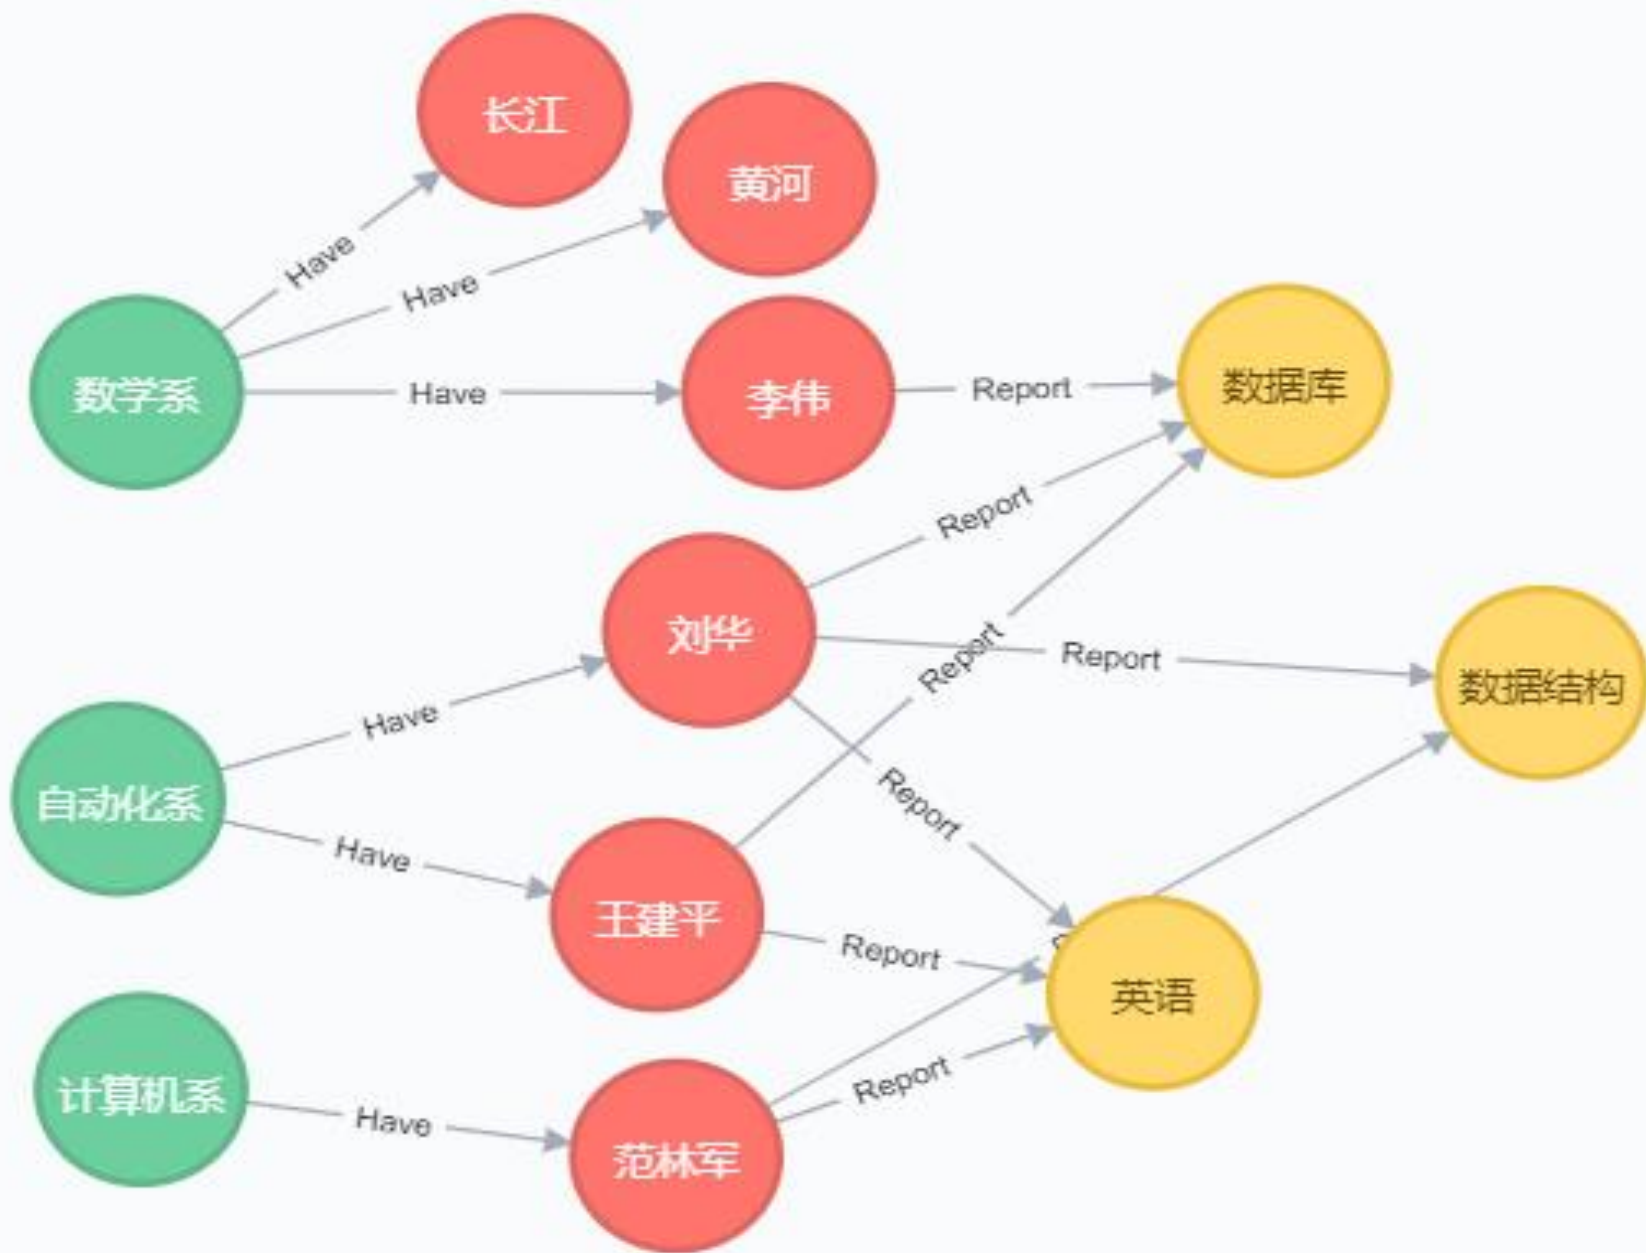 长江
黄河
Have
Have
数学系
Have
李伟
Report
数据库
Report
刘华
Report
Report
数据结构
Have
自动化系
Report
Have
王建平
Report
英语
计算机系
Have
Report
范林军